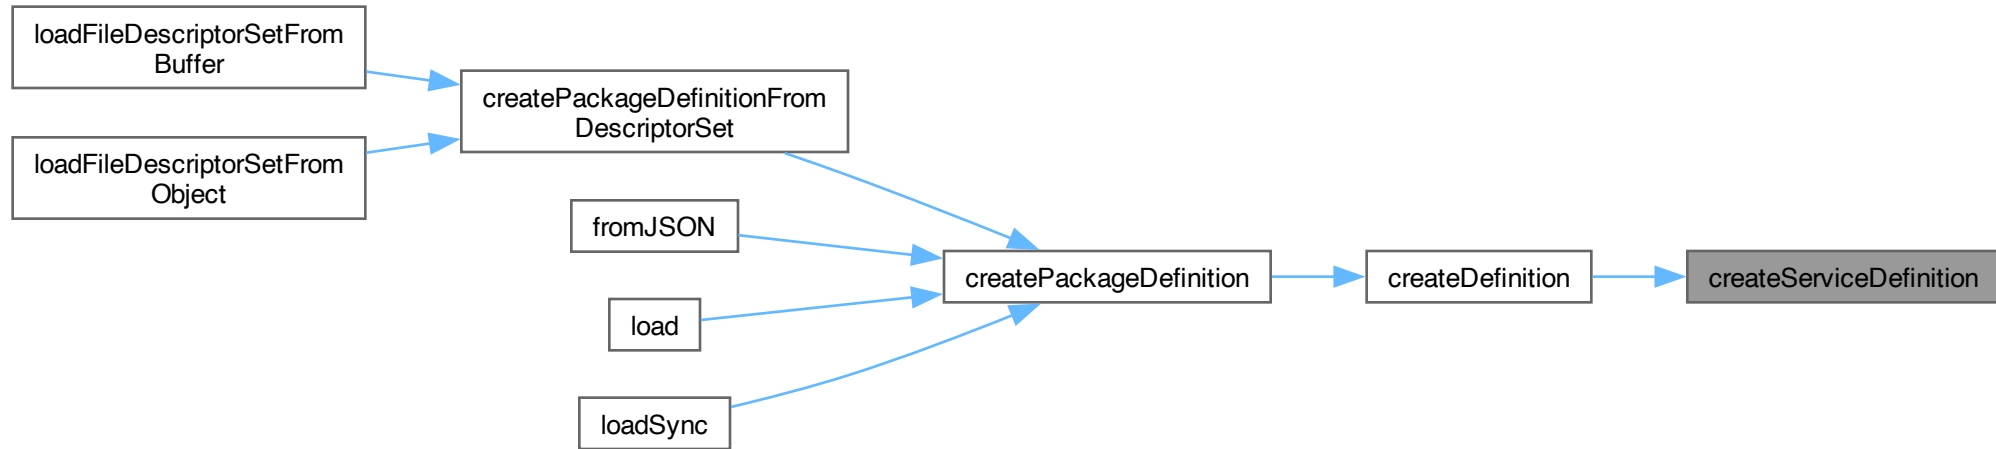 loadFileDescriptorSetFrom
Buffer
loadFileDescriptorSetFrom
Object
createPackageDefinitionFrom
DescriptorSet
fromJSON
load
loadSync
createPackageDefinition
createDefinition
createServiceDefinition